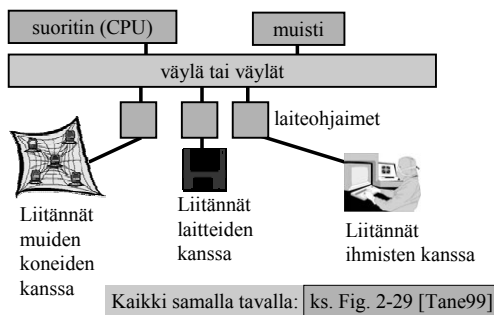 suoritin (CPU)
muisti
väylä tai väylät
laiteohjaimet
Liitännät
muiden
koneiden
kanssa
Liitännät
laitteiden
kanssa
Liitännät
ihmisten kanssa
Kaikki samalla tavalla: ks. Fig. 2-29 [Tane99]